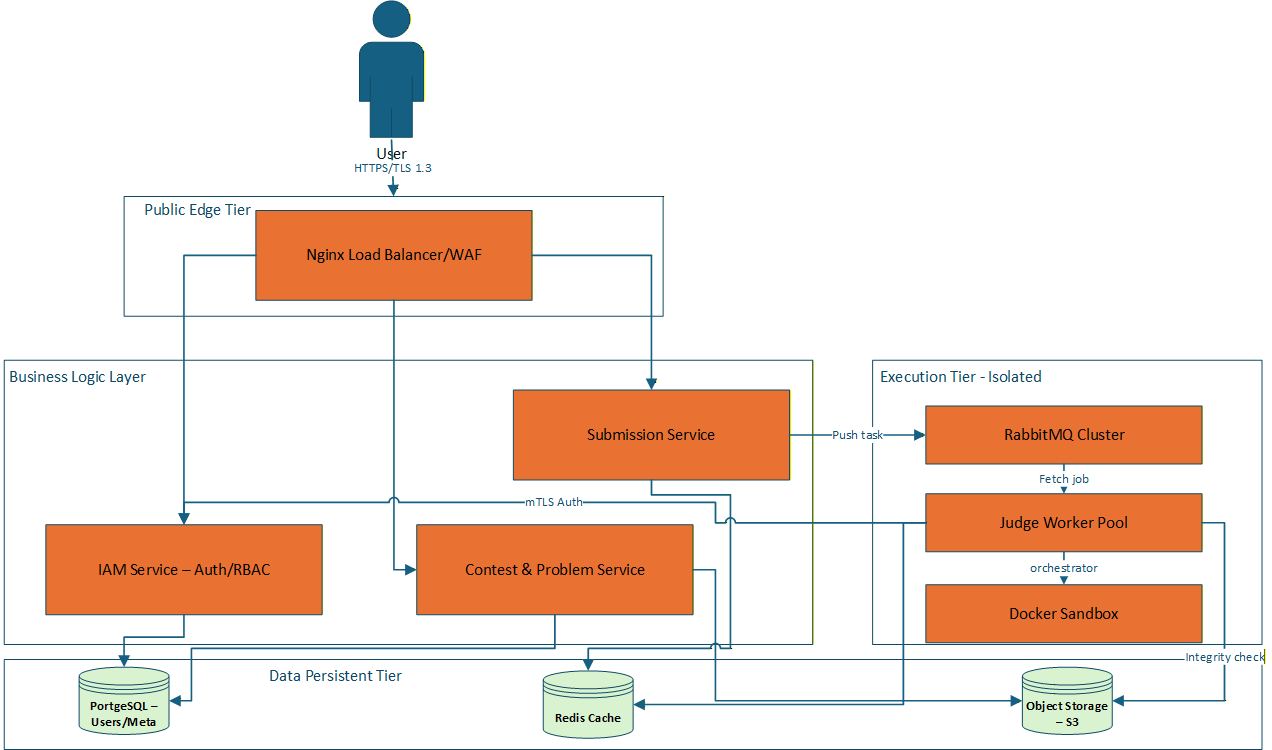 User
HTTPS/TLS 1.3
Public Edge Tier
Nginx Load Balancer/WAF
Business Logic Layer
Execution Tier - Isolated
Submission Service
Push task
RabbitMQ Cluster
Fetch job
mTLS Auth
Judge Worker Pool
IAM Service – Auth/RBAC
Contest & Problem Service
orchestrator
Docker Sandbox
Integrity check
Data Persistent Tier
PortgeSQL –
Users/Meta
Redis Cache
Object Storage
– S3